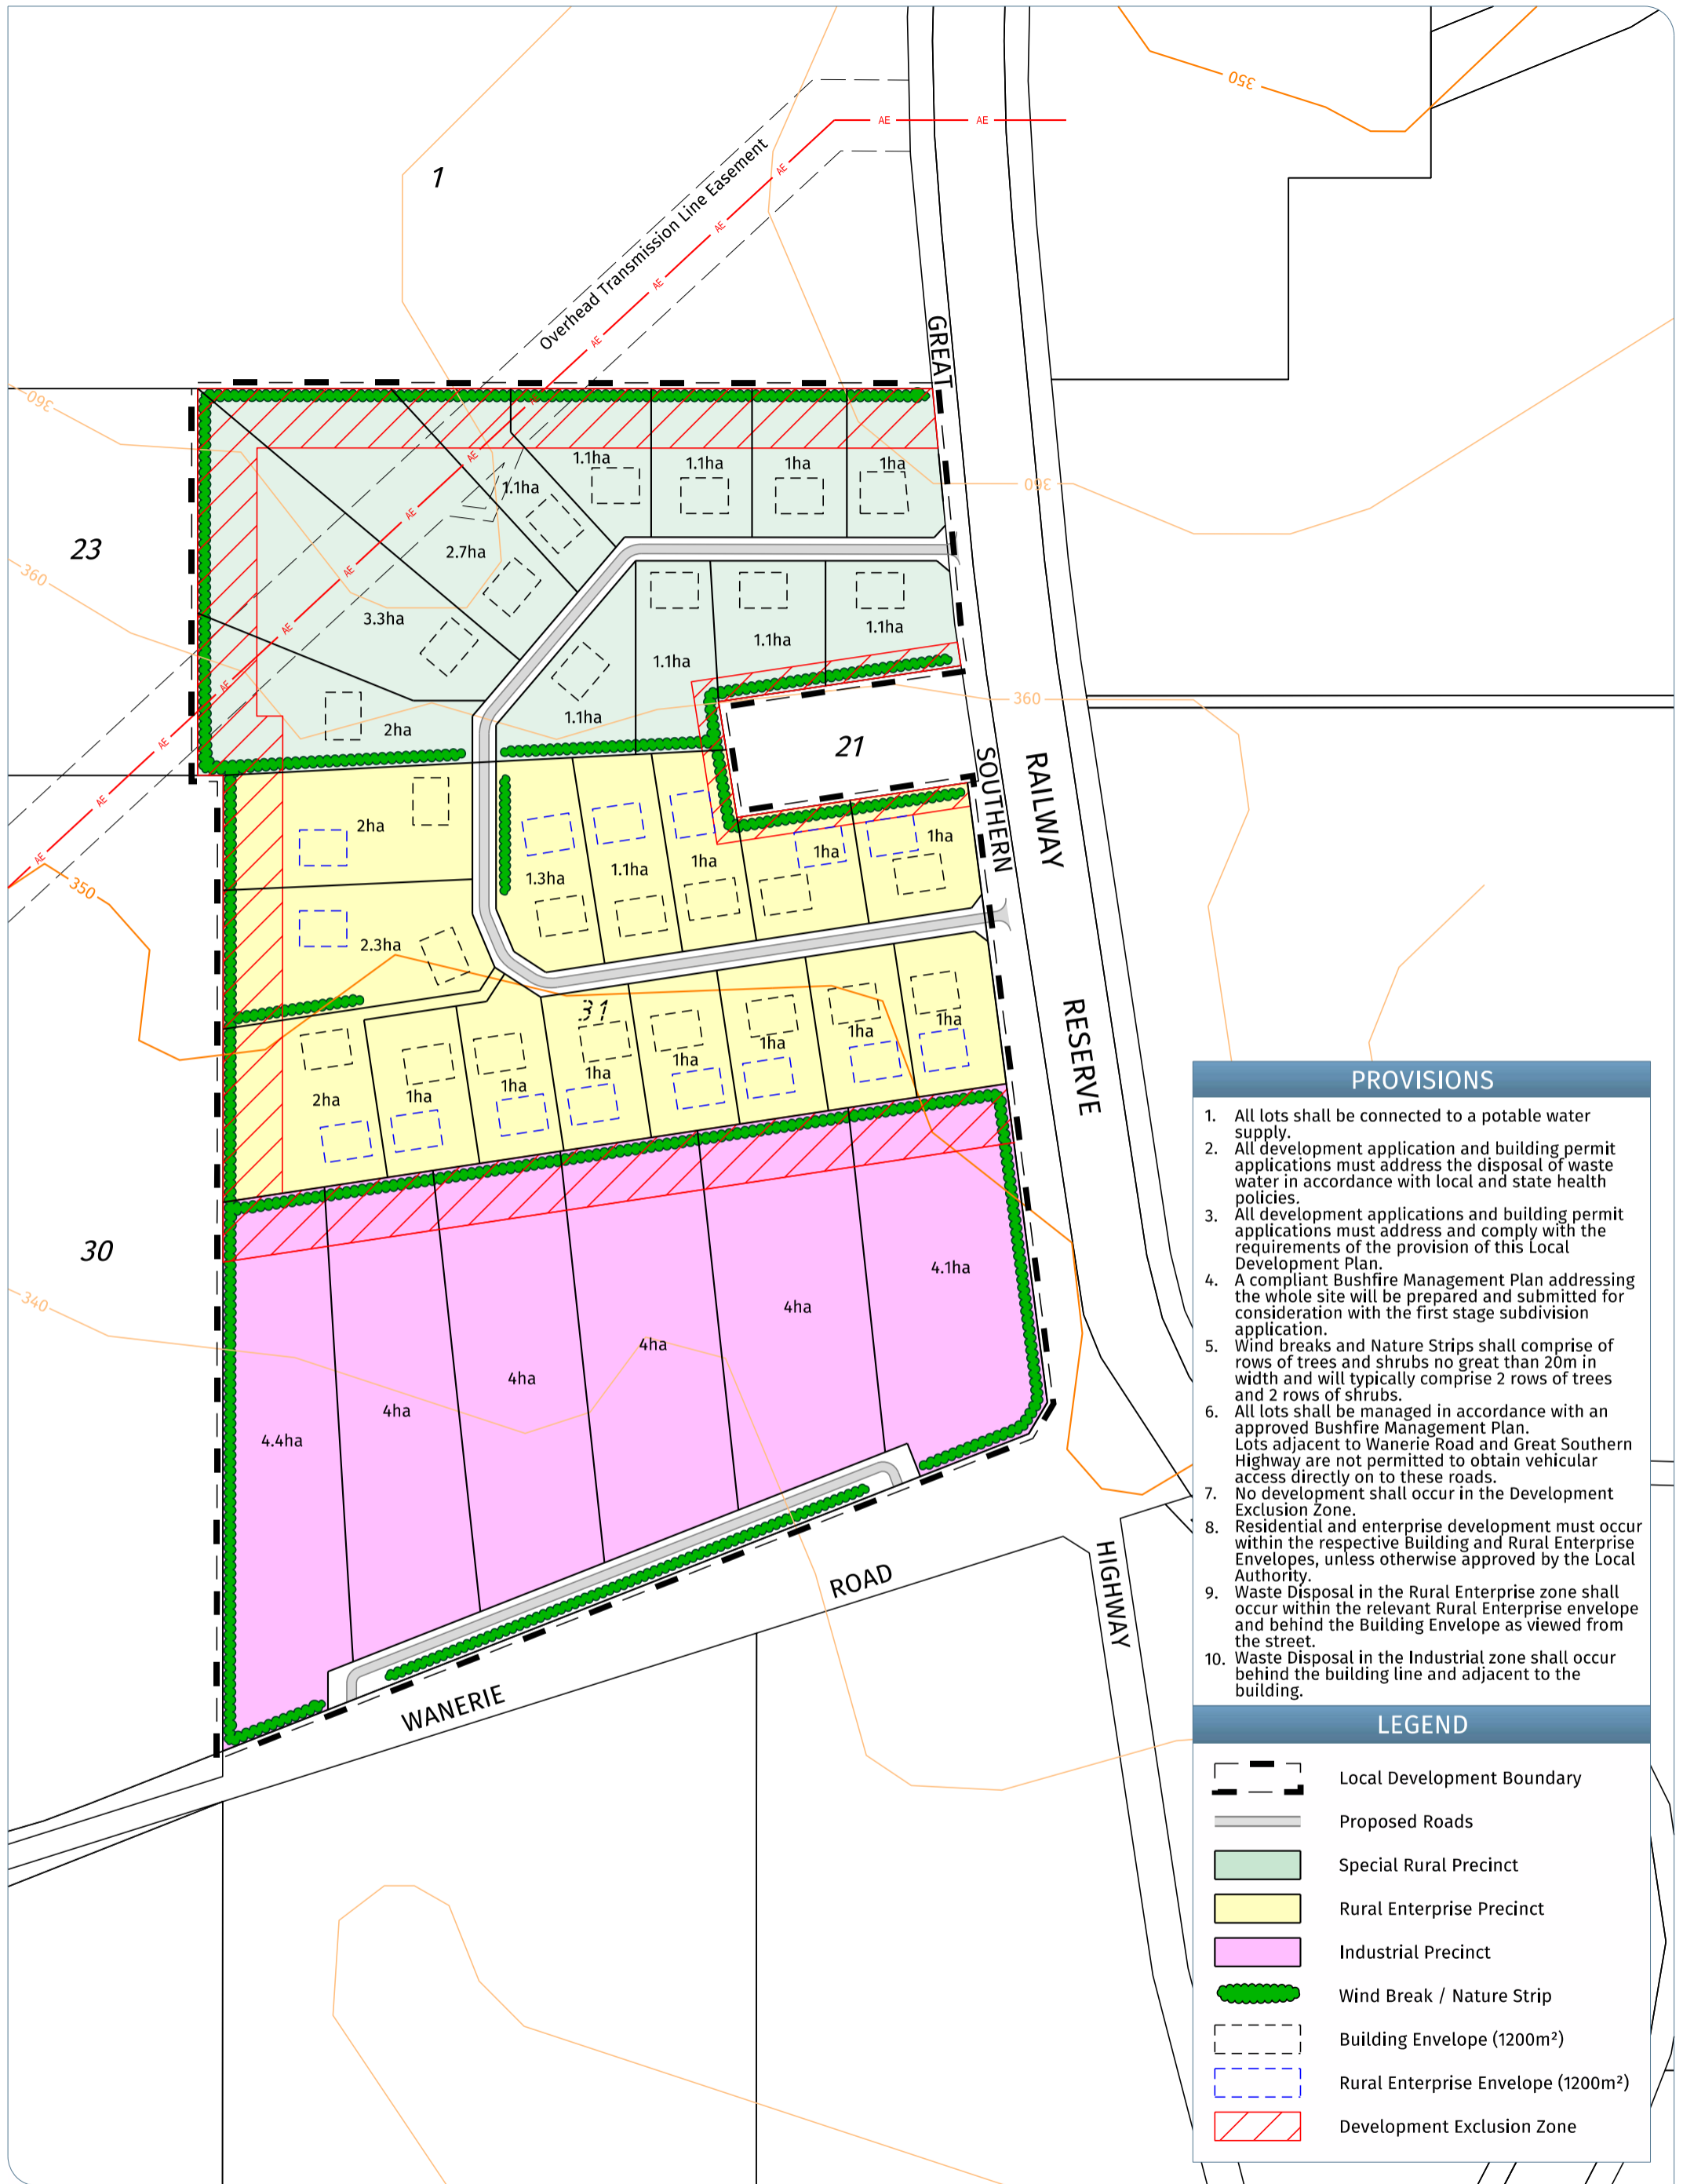 350
AE
AE
Overhead Transmission Line Easement
AE
1
AE
AE
GREAT
AE
360
AE
1.1ha
1.1ha
1ha
1ha
AE
1.1ha
360
AE
23
2.7ha
360
AE
3.3ha
AE
1.1ha
1.1ha
1.1ha
AE
360
1.1ha
2ha
AE
21
SOUTHERN
RAILWAY
AE
2ha
1ha
1ha
AE
1ha
1.1ha
1.3ha
350
2.3ha
31
RESERVE
1ha
1ha
1ha
1ha
1ha
1ha
1ha
2ha
30
4.1ha
340
4ha
4ha
4ha
4ha
4.4ha
ROAD
HIGHWAY
WANERIE
PROVISIONS
1. All lots shall be connected to a potable water
supply.
2. All development application and building permit
applications must address the disposal of waste
water in accordance with local and state health
policies.
3. All development applications and building permit
applications must address and comply with the
requirements of the provision of this Local
Development Plan.
4. A compliant Bushfire Management Plan addressing
the whole site will be prepared and submitted for
consideration with the first stage subdivision
application.
5. Wind breaks and Nature Strips shall comprise of
rows of trees and shrubs no great than 20m in
width and will typically comprise 2 rows of trees
and 2 rows of shrubs.
6. All lots shall be managed in accordance with an
approved Bushfire Management Plan.
Lots adjacent to Wanerie Road and Great Southern
Highway are not permitted to obtain vehicular
access directly on to these roads.
7. No development shall occur in the Development
Exclusion Zone.
8. Residential and enterprise development must occur
within the respective Building and Rural Enterprise
Envelopes, unless otherwise approved by the Local
Authority.
9. Waste Disposal in the Rural Enterprise zone shall
occur within the relevant Rural Enterprise envelope
and behind the Building Envelope as viewed from
the street.
10. Waste Disposal in the Industrial zone shall occur
behind the building line and adjacent to the
building.
LEGEND
Local Development Boundary
Proposed Roads
Special Rural Precinct
Rural Enterprise Precinct
Industrial Precinct
Wind Break / Nature Strip
Building Envelope (1200m²)
Rural Enterprise Envelope (1200m²)
Development Exclusion Zone